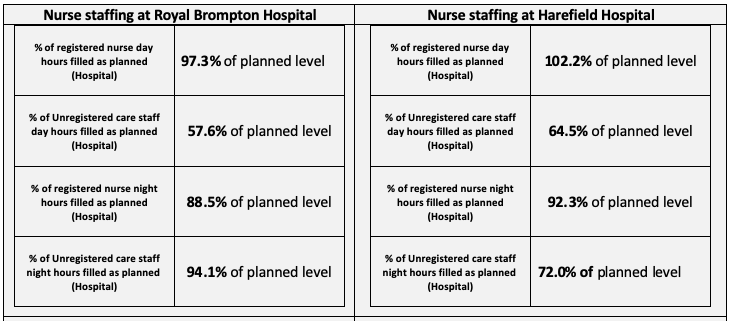 Nurse staffing at Royal Brompton Hospital
Nurse staffing at Harefield Hospital
% of registered nurse day
hours filled as planned
(Hospital)
97.3% of planned level
% of registered nurse day
hours filled as planned
(Hospital)
102.2% of planned level
% of Unregistered care staff
day hours filled as planned
(Hospital)
57.6% of planned level
% of Unregistered care staff
day hours filled as planned
(Hospital)
64.5% of planned level
% of registered nurse night
hours filled as planned
(Hospital)
88.5% of planned level
% of registered nurse night
hours filled as planned
(Hospital)
92.3% of planned level
% of Unregistered care staff
night hours filled as planned
(Hospital)
94.1% of planned level
% of Unregistered care staff
night hours filled as planned
(Hospital)
72.0% of planned level